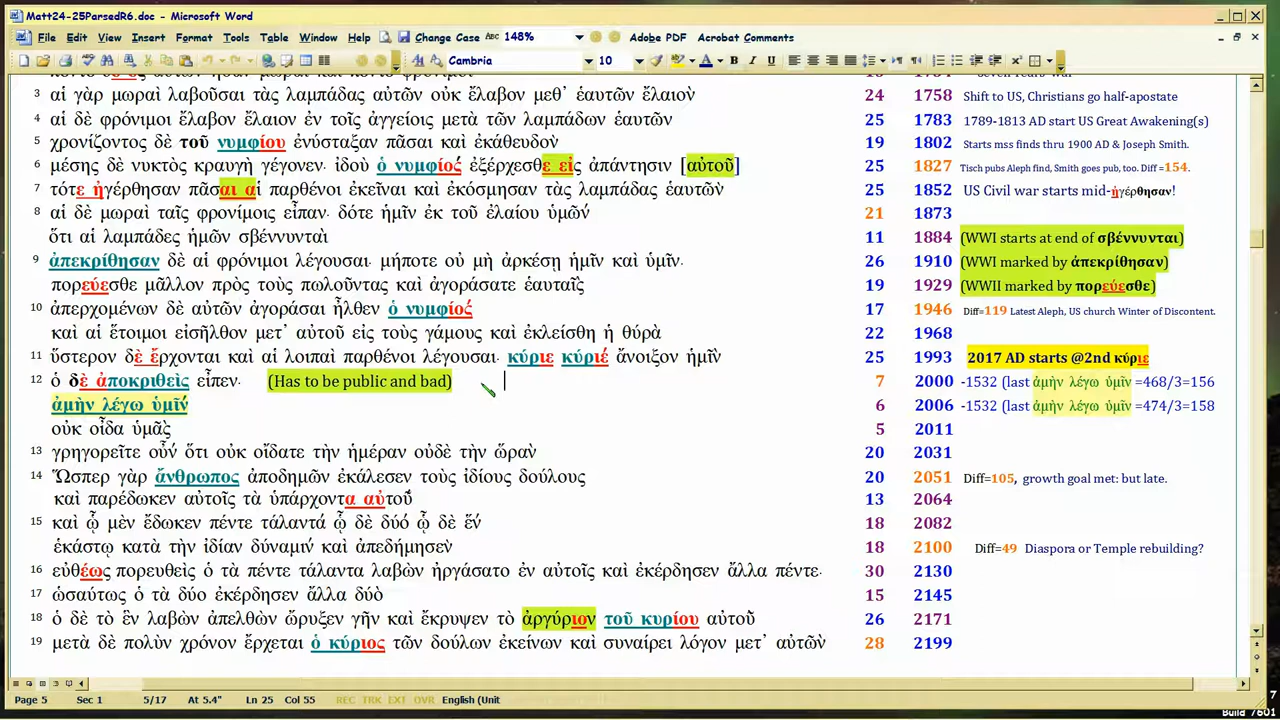 Matt24-25ParsedR6.doc - Microsoft Word
File Edit View Insert Format Tools Table Window Help Change Case 148% Adobe PDF Acrobat Comments
Cambria 10
3 αἱ γὰρ μωραὶ λαβοῦσαι τὰς λαμπάδας αὐτῶν οὐκ ἔλαβον μεθ᾽ ἑαυτῶν ἔλαιὸν 24 1758 Shift to US, Christians go half-apostate
4 αἱ δὲ φρόνιμοι ἔλαβον ἔλαιον ἐν τοῖς ἀγγείοις μετὰ τῶν λαμπάδων ἑαυτῶν 25 1783 1789-1813 AD start US Great Awakening(s)
5 χρονίζοντος δὲ τοῦ νυμφίου ἐνύσταξαν πᾶσαι καὶ ἐκάθευδοὺ 19 1802 Starts mss finds thru 1900 AD & Joseph Smith.
6 μέσης δὲ νυκτὸς κραυγὴ γέγονεν· ἰδοὺ ὁ νυμφίος ἐξέρχεσθε εἰς ἀπάντησιν [αὐτοῦ] 25 1827 Tisch pubs Aleph find, Smith goes pub, too. Diff =154.
7 τότε ἠγέρθησαν πᾶσαι αἱ παρθένοι ἐκεῖναι καὶ ἐκόσμησαν τὰς λαμπάδας ἑαυτῶν 25 1852 US Civil war starts mid-ἠγέρθησαν!
8 αἱ δὲ μωραὶ ταῖς φρονίμοις εἶπαν· δότε ἡμῖν ἐκ τοῦ ἐλαίου ὑμῶν 21 1873
ὅτι αἱ λαμπάδες ἡμῶν σβέννυνταὶ 11 1884 (WWI starts at end of σβέννυνται)
9 ἀπεκρίθησαν δὲ αἱ φρόνιμοι λέγουσαι· μήποτε οὐ μὴ ἀρκέσῃ ἡμῖν καὶ ὑμῖν· 26 1910 (WWI marked by ἀπεκρίθησαν)
πορεύεσθε μᾶλλον πρὸς τοὺς πωλοῦντας καὶ ἀγοράσατε ἑαυταῖς 19 1929 (WWII marked by πορεύεσθε)
10 ἀπερχομένων δὲ αὐτῶν ἀγοράσαι ἦλθεν ὁ νυμφίος 17 1946 Diff=119 Latest Aleph, US church Winter of Discontent.
καὶ αἱ ἕτοιμοι εἰσῆλθον μετ᾽ αὐτοῦ εἰς τοὺς γάμους καὶ ἐκλείσθη ἡ θύρὰ 22 1968
11 ὕστερον δὲ ἔρχονται καὶ αἱ λοιπαὶ παρθένοι λέγουσαι· κύριε κύριέ ἄνοιξον ἡμῖν 25 1993 2017 AD starts @2nd κύριε
12 ὁ δὲ ἀποκριθεὶς εἶπεν· (Has to be public and bad) 7 2000 -1532 (last ἀμὴν λέγω ὑμῖν =468/3=156
ἀμὴν λέγω ὑμῖν 6 2006 -1532 (last ἀμὴν λέγω ὑμῖν =474/3=158
οὐκ οἶδα ὑμᾶς 5 2011
13 γρηγορεῖτε οὖν ὅτι οὐκ οἴδατε τὴν ἡμέραν οὐδὲ τὴν ὥραν 20 2031
14 Ὥσπερ γὰρ ἄνθρωπος ἀποδημῶν ἐκάλεσεν τοὺς ἰδίους δούλους 20 2051 Diff=105, growth goal met: but late.
καὶ παρέδωκεν αὐτοῖς τὰ ὑπάρχοντα αὐτοῦ 13 2064
15 καὶ ᾧ μὲν ἔδωκεν πέντε τάλαντά ᾧ δὲ δύὸ ᾧ δὲ ἕν 18 2082
ἑκάστῳ κατὰ τὴν ἰδίαν δύναμιν καὶ ἀπεδήμησεν 18 2100 Diff=49 Diaspora or Temple rebuilding?
16 εὐθέως πορευθεὶς ὁ τὰ πέντε τάλαντα λαβὼν ἠργάσατο ἐν αὐτοῖς καὶ ἐκέρδησεν ἄλλα πέντε· 30 2130
ὡσαύτως ὁ τὰ δύο ἐκέρδησεν ἄλλα δύὸ 15 2145
18 ὁ δὲ τὸ ἓν λαβὼν ἀπελθὼν ὤρυξεν γῆν καὶ ἔκρυψεν τὸ ἀργύριον τοῦ κυρίου αὐτοῦ 26 2171
19 μετὰ δὲ πολὺν χρόνον ἔρχεται ὁ κύριος τῶν δούλων ἐκείνων καὶ συναίρει λόγον μετ᾽ αὐτῶν 28 2199
Page 5 Sec 1 5/17 At 5.4" Ln 25 Col 55 REC TRK EXT OVR English (Unit
Build 7601